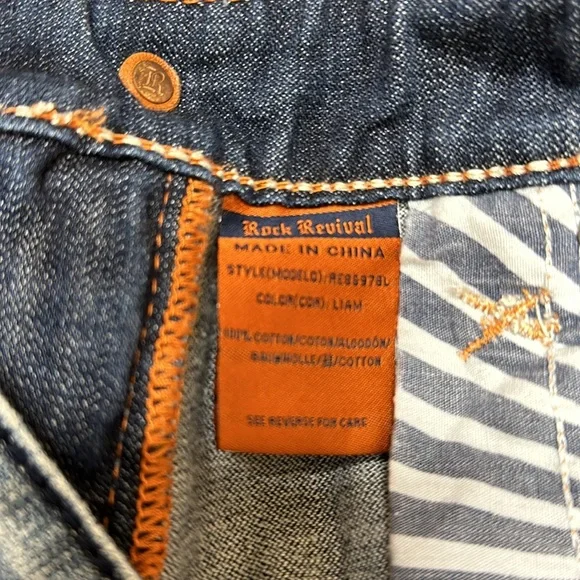 R
Rock Revival
MADE IN CHINA
STYLE(MODELO)/
COLOR(COR): LIAM
100% COTTON/COTON/ALGODÓN/
BAUMWOLLE/棉/COTTON
SEE REVERSE FOR CARE